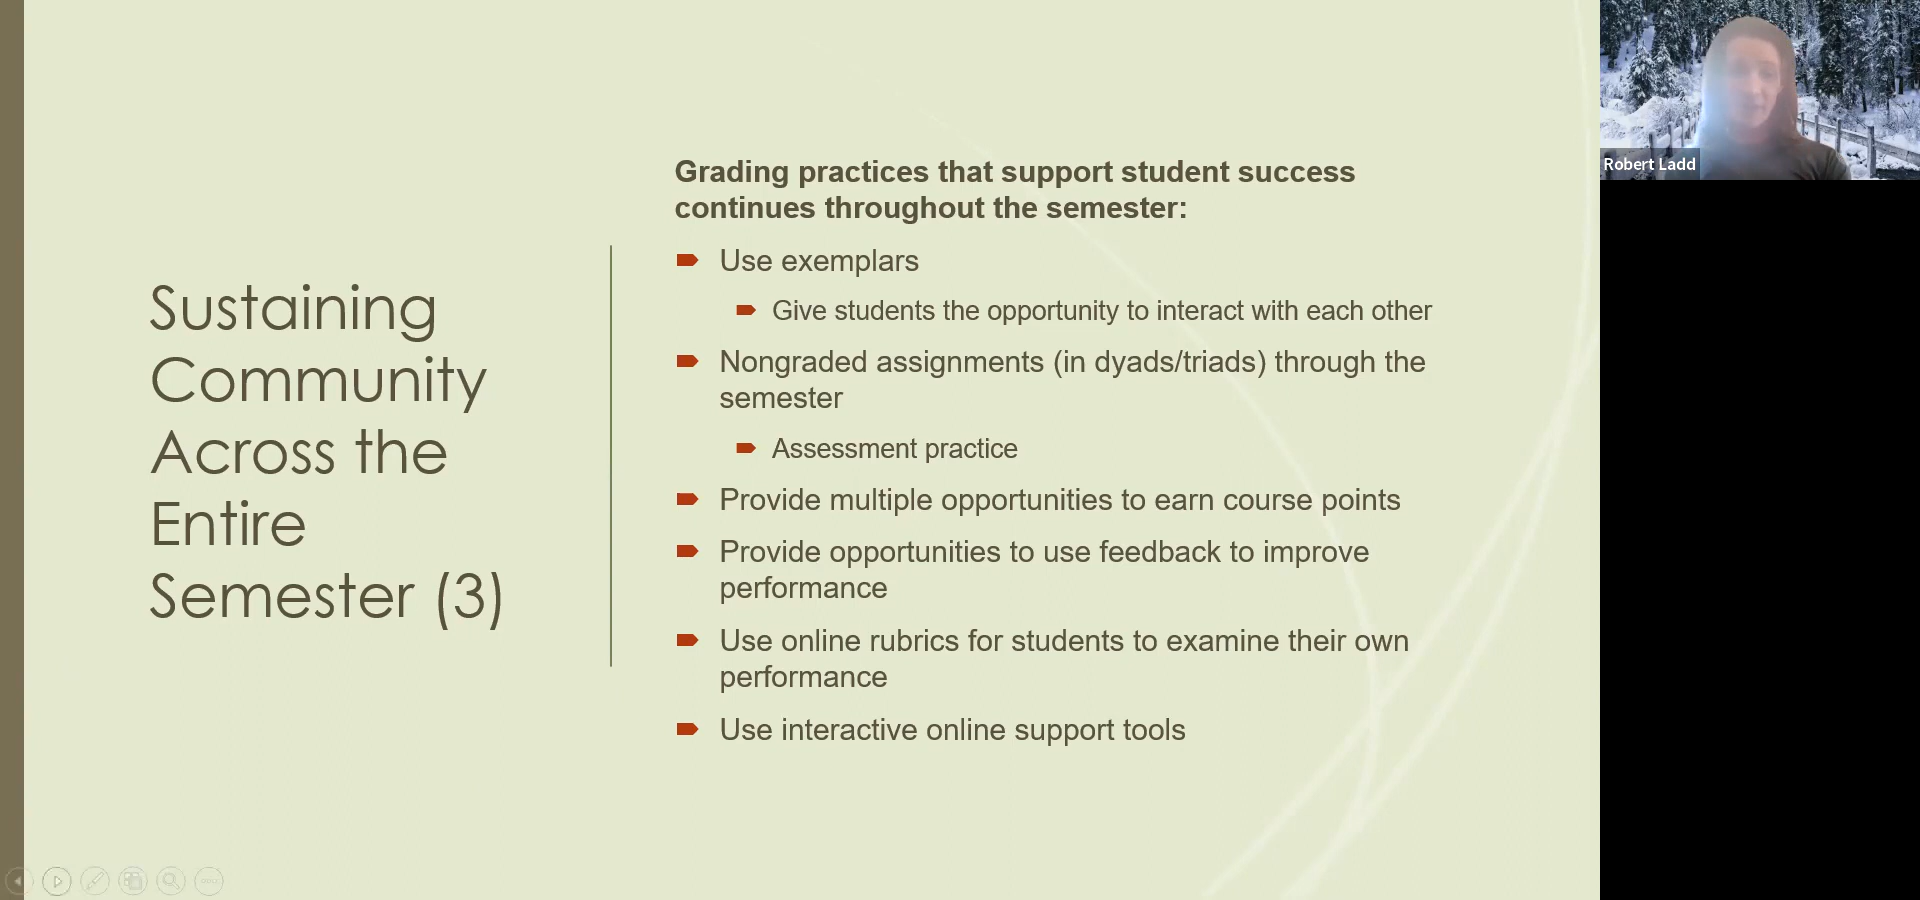 Sustaining
Community
Across the
Entire
Semester (3)
Grading practices that support student success
continues throughout the semester:
Use exemplars
Give students the opportunity to interact with each other
Nongraded assignments (in dyads/triads) through the
semester
Assessment practice
Provide multiple opportunities to earn course points
Provide opportunities to use feedback to improve
performance
Use online rubrics for students to examine their own
performance
Use interactive online support tools
Robert Ladd